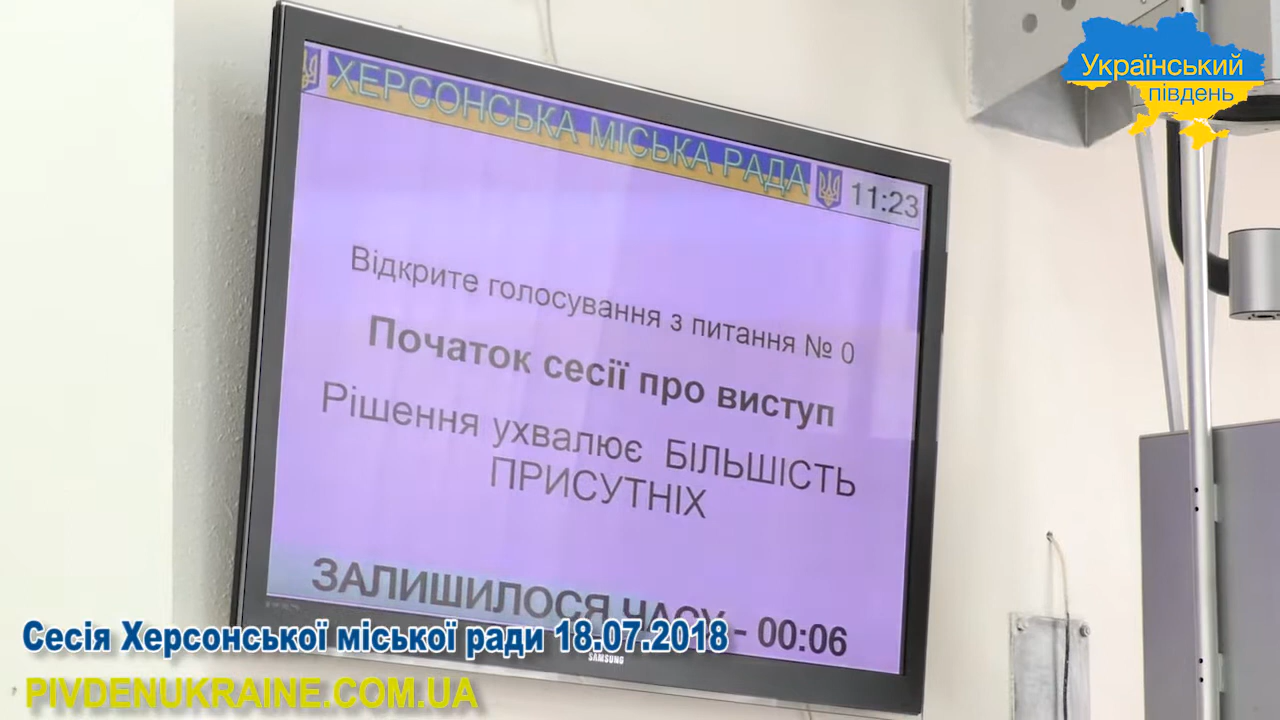 Український
південь
ХЕРСОНСЬКА МІСЬКА РАДА 11:23
Відкрите голосування з питання № 0
Початок сесії про виступ
Рішення ухвалює БІЛЬШІСТЬ
ПРИСУТНІХ
ЗАЛИШИЛОСЯ ЧАСУ - 00:06
Сесія Херсонської міської ради 18.07.2018
SAMSUNG
PIVDENUKRAINE.COM.UA